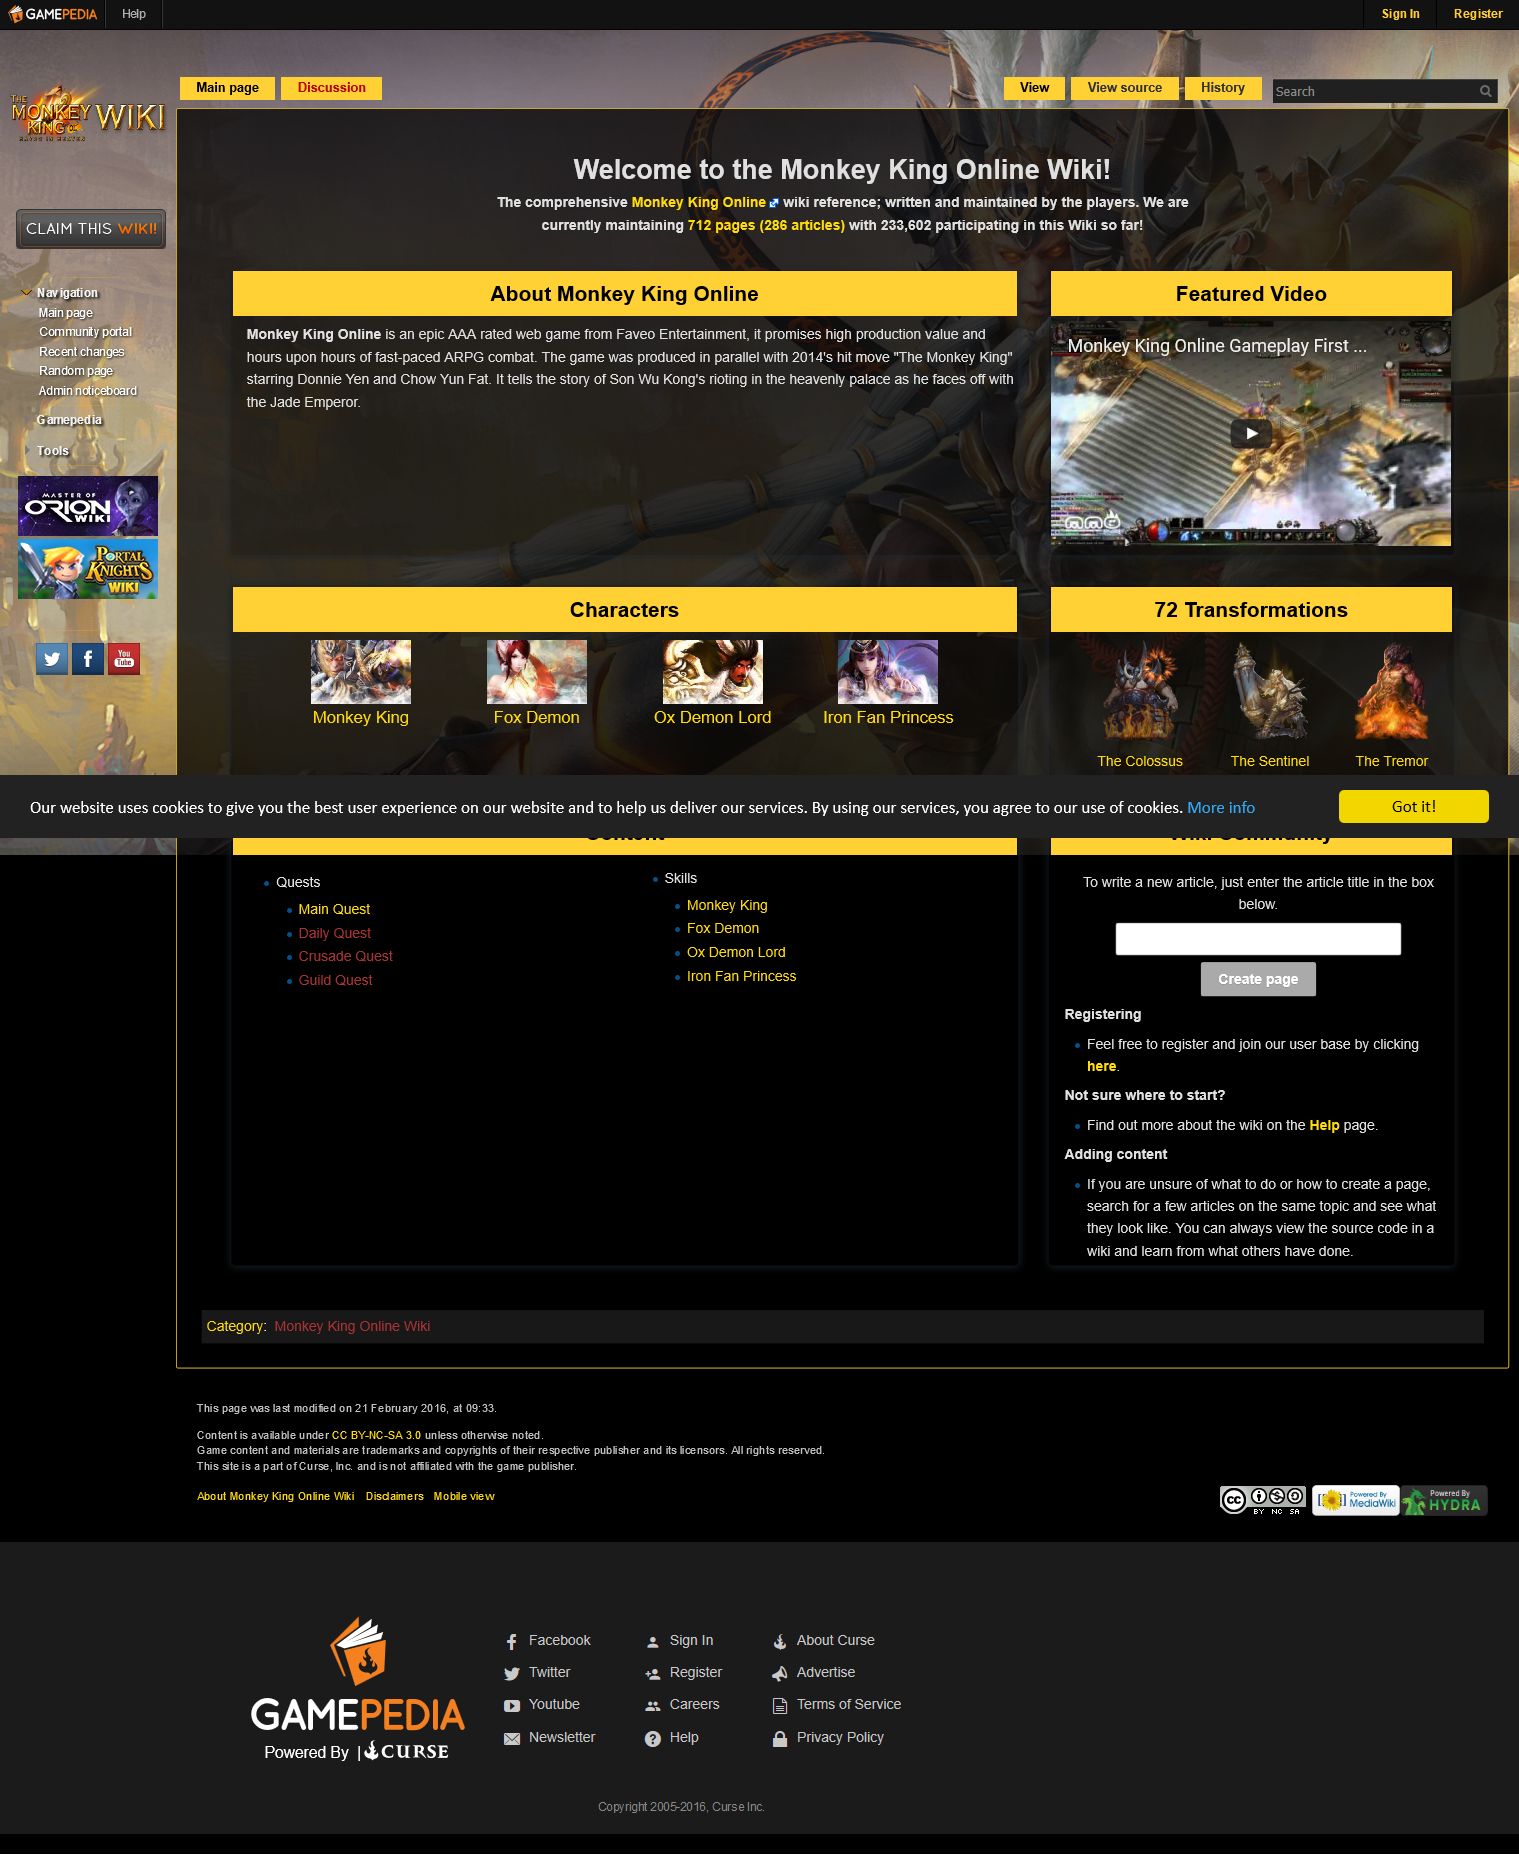 GAMEPEDIA
Help
Sign In
Register
Main page
Discussion
View
View source
History
Search
THE
MONKEY
KING
HAVOC IN HEAVEN
WIKI
CLAIM THIS WIKI!
Navigation
Main page
Community portal
Recent changes
Random page
Admin noticeboard
Gamepedia
Tools
MASTER OF
ORION
WIKI
PORTAL
KNIGHTS
WIKI
You
Tube
Welcome to the Monkey King Online Wiki!
The comprehensive Monkey King Online wiki reference; written and maintained by the players. We are
currently maintaining 712 pages (286 articles) with 233,602 participating in this Wiki so far!
About Monkey King Online
Monkey King Online is an epic AAA rated web game from Faveo Entertainment, it promises high production value and
hours upon hours of fast-paced ARPG combat. The game was produced in parallel with 2014's hit move "The Monkey King"
starring Donnie Yen and Chow Yun Fat. It tells the story of Son Wu Kong's rioting in the heavenly palace as he faces off with
the Jade Emperor.
Featured Video
Monkey King Online Gameplay First ...
Characters
Monkey King
Fox Demon
Ox Demon Lord
Iron Fan Princess
72 Transformations
The Colossus
The Sentinel
The Tremor
Our website uses cookies to give you the best user experience on our website and to help us deliver our services. By using our services, you agree to our use of cookies. More info
Got it!
Content
Wiki Community
Quests
Main Quest
Daily Quest
Crusade Quest
Guild Quest
Skills
Monkey King
Fox Demon
Ox Demon Lord
Iron Fan Princess
To write a new article, just enter the article title in the box
below.
Create page
Registering
Feel free to register and join our user base by clicking
here.
Not sure where to start?
Find out more about the wiki on the Help page.
Adding content
If you are unsure of what to do or how to create a page,
search for a few articles on the same topic and see what
they look like. You can always view the source code in a
wiki and learn from what others have done.
Category: Monkey King Online Wiki
This page was last modified on 21 February 2016, at 09:33.
Content is available under CC BY-NC-SA 3.0 unless otherwise noted.
Game content and materials are trademarks and copyrights of their respective publisher and its licensors. All rights reserved.
This site is a part of Curse, Inc. and is not affiliated with the game publisher.
About Monkey King Online Wiki
Disclaimers
Mobile view
cc
BY NC SA
Powered By
MediaWiki
Powered By
HYDRA
GAMEPEDIA
Powered By | CURSE
Facebook
Twitter
Youtube
Newsletter
Sign In
Register
Careers
Help
About Curse
Advertise
Terms of Service
Privacy Policy
Copyright 2005-2016, Curse Inc.